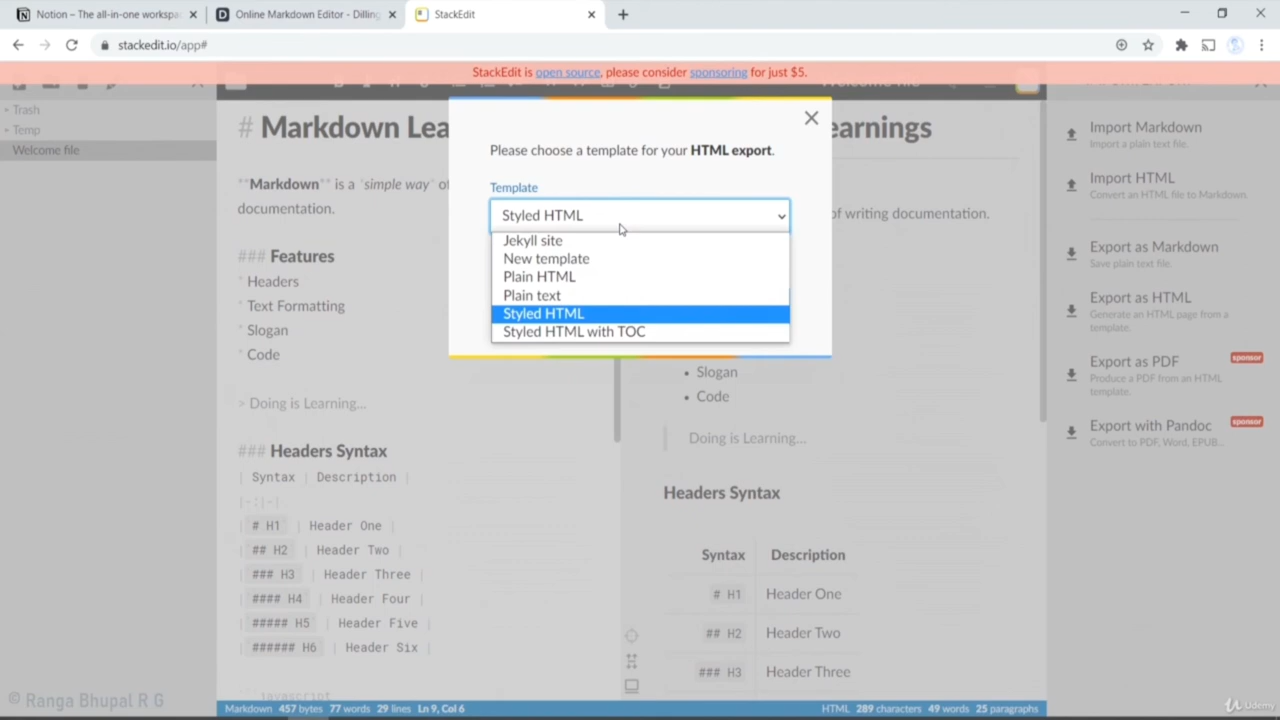 Notion – The all-in-one workspa
Online Markdown Editor - Dilling
StackEdit
stackedit.io/app#
StackEdit is open source, please consider sponsoring for just $5.
Trash
Temp
Welcome file
# Markdown Lea
**Markdown** is a *simple way* of
documentation.
### Features
* Headers
* Text Formatting
* Slogan
* Code
> Doing is Learning...
### Headers Syntax
| Syntax | Description |
|-:|-|
| # H1 | Header One |
| ## H2 | Header Two |
| ### H3 | Header Three |
| #### H4 | Header Four |
| ##### H5 | Header Five |
| ###### H6 | Header Six |
```javascript
Please choose a template for your HTML export.
Template
Styled HTML
Jekyll site
New template
Plain HTML
Plain text
Styled HTML
Styled HTML with TOC
Welcome file
earnings
of writing documentation.
• Slogan
• Code
Doing is Learning...
Headers Syntax
Syntax Description
# H1 Header One
## H2 Header Two
### H3 Header Three
Import Markdown
Import a plain text file.
Import HTML
Convert an HTML file to Markdown.
Export as Markdown
Save plain text file.
Export as HTML
Generate an HTML page from a
template.
Export as PDF
sponsor
Produce a PDF from an HTML
template.
Export with Pandoc
sponsor
Convert to PDF, Word, EPUB...
Markdown 457 bytes 77 words 29 lines Ln 9, Col 6
HTML 289 characters 49 words 25 paragraphs
© Ranga Bhupal R G
Udemy